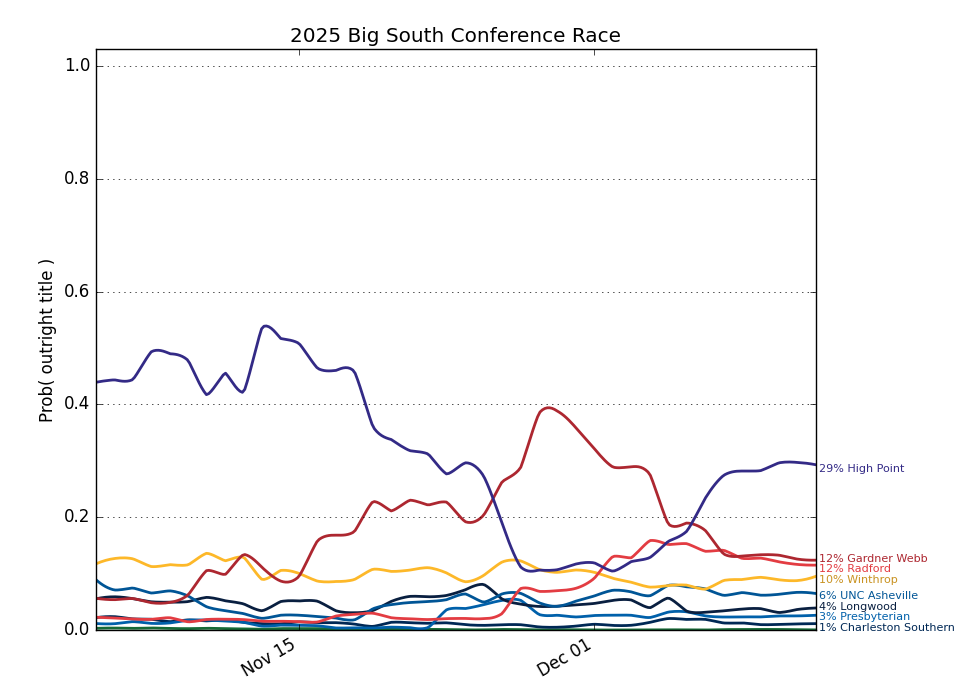 2025 Big South Conference Race
1.0
0.8
0.6
0.4
0.2
0.0
Prob( outright title )
Nov 15
Dec 01
29% High Point
12% Gardner Webb
12% Radford
10% Winthrop
6% UNC Asheville
4% Longwood
3% Presbyterian
1% Charleston Southern